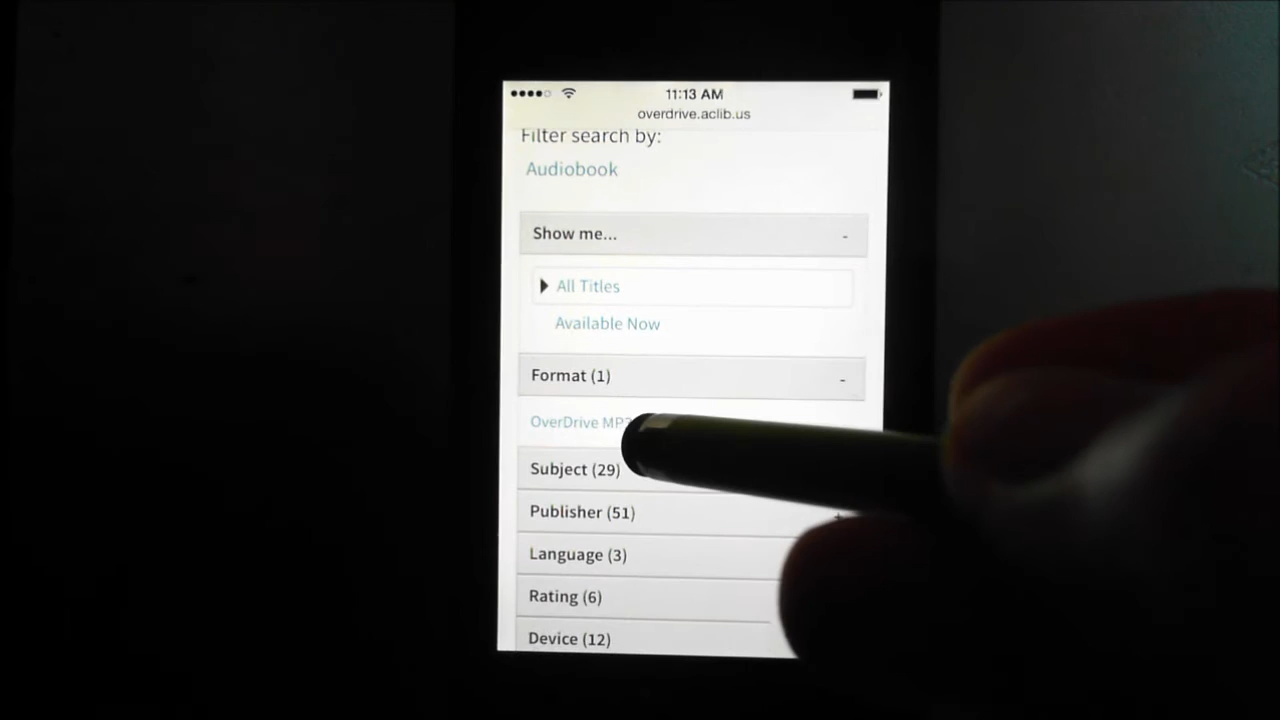 11:13 AM
overdrive.aclib.us
Filter search by:
Audiobook
Show me... -
All Titles
Available Now
Format (1) -
OverDrive MP3
Subject (29)
Publisher (51) +
Language (3)
Rating (6)
Device (12)